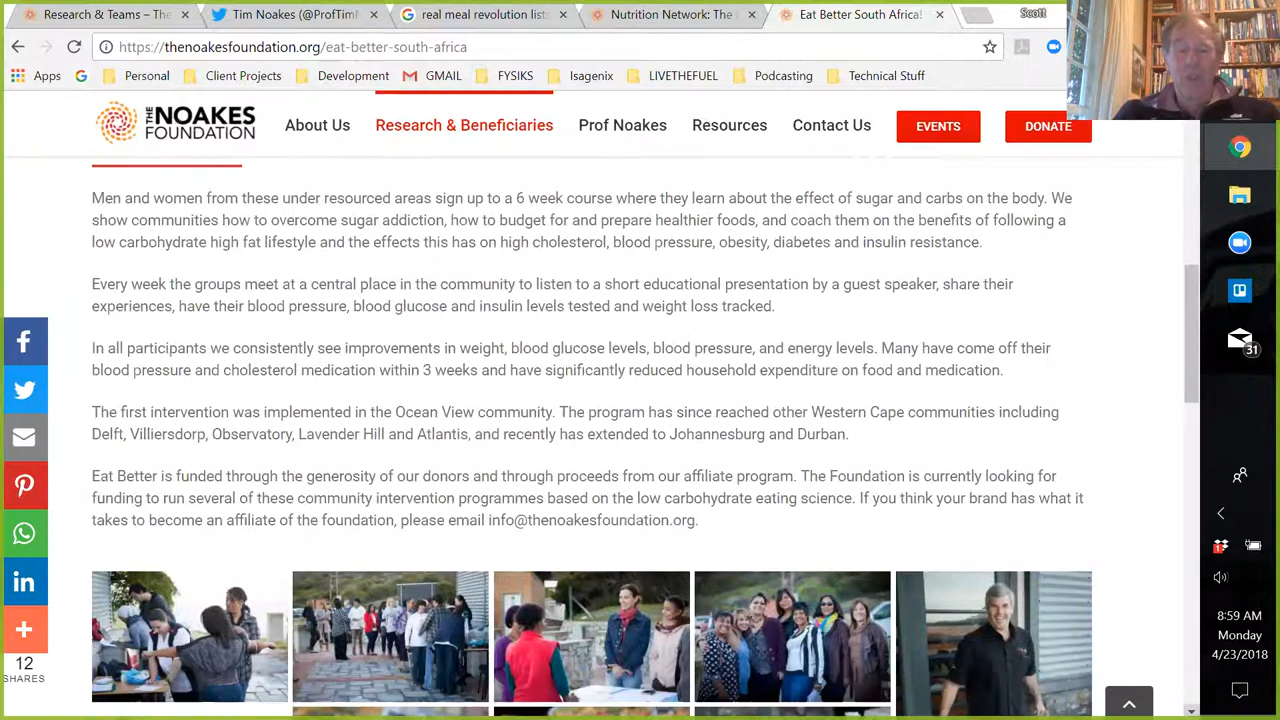 Research & Teams – The
Tim Noakes (@ProfTimN
real meal revolution list
Nutrition Network: The
Eat Better South Africa!
Scott
https://thenoakesfoundation.org/eat-better-south-africa
Apps
Personal
Client Projects
Development
GMAIL
FYSIKS
Isagenix
LIVETHEFUEL
Podcasting
Technical Stuff
THE NOAKES
FOUNDATION
About Us
Research & Beneficiaries
Prof Noakes
Resources
Contact Us
EVENTS
DONATE
Men and women from these under resourced areas sign up to a 6 week course where they learn about the effect of sugar and carbs on the body. We
show communities how to overcome sugar addiction, how to budget for and prepare healthier foods, and coach them on the benefits of following a
low carbohydrate high fat lifestyle and the effects this has on high cholesterol, blood pressure, obesity, diabetes and insulin resistance.
Every week the groups meet at a central place in the community to listen to a short educational presentation by a guest speaker, share their
experiences, have their blood pressure, blood glucose and insulin levels tested and weight loss tracked.
In all participants we consistently see improvements in weight, blood glucose levels, blood pressure, and energy levels. Many have come off their
blood pressure and cholesterol medication within 3 weeks and have significantly reduced household expenditure on food and medication.
The first intervention was implemented in the Ocean View community. The program has since reached other Western Cape communities including
Delft, Villiersdorp, Observatory, Lavender Hill and Atlantis, and recently has extended to Johannesburg and Durban.
Eat Better is funded through the generosity of our donors and through proceeds from our affiliate program. The Foundation is currently looking for
funding to run several of these community intervention programmes based on the low carbohydrate eating science. If you think your brand has what it
takes to become an affiliate of the foundation, please email info@thenoakesfoundation.org.
12
SHARES
31
1
8:59 AM
Monday
4/23/2018